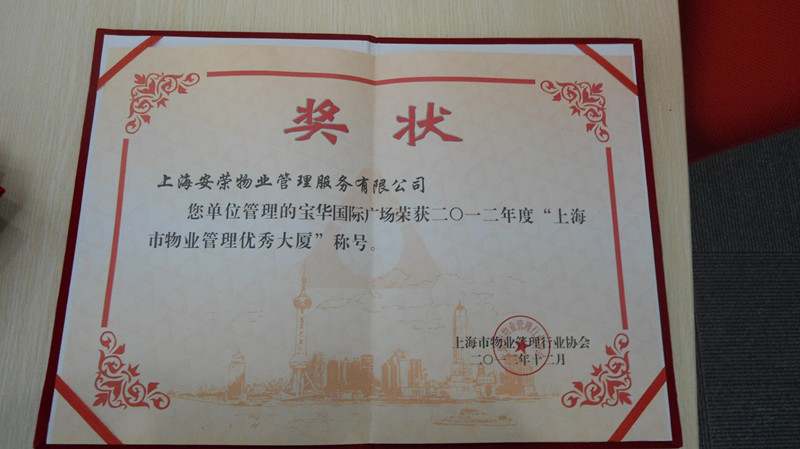 奖状
上海安荣物业管理服务有限公司
您单位管理的宝华国际广场荣获二〇一二年度“上海
市物业管理优秀大厦”称号。
上海市物业管理行业协会
二〇一二年十二月